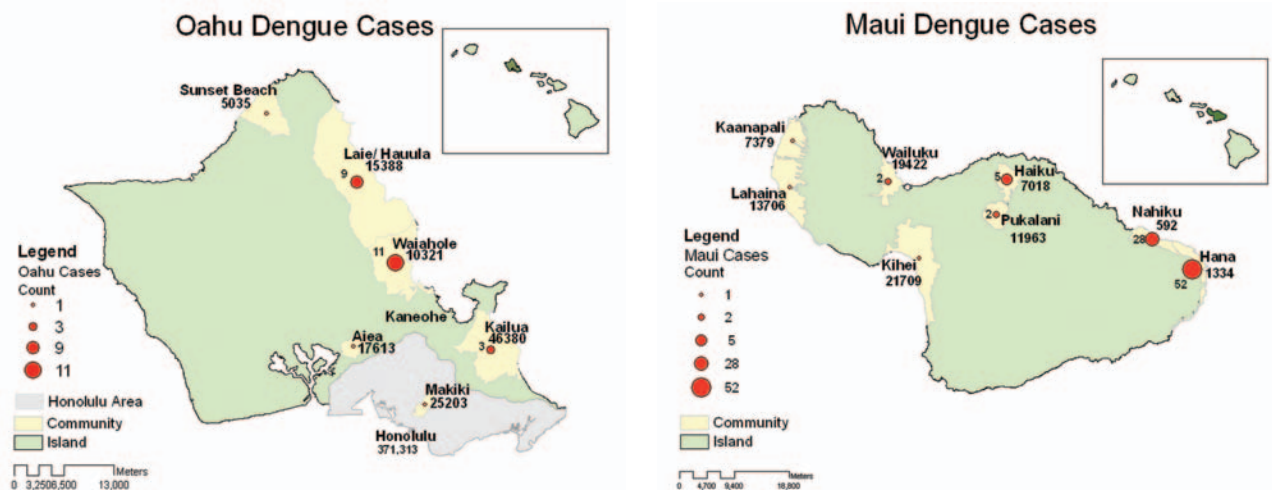 Oahu Dengue Cases
Sunset Beach
5035
Laie/ Hauula
15388
9
Waiahole
11
10321
Kaneohe
Kailua
46380
3
Aiea
17613
Makiki
25203
Honolulu
371,313
Legend
Oahu Cases
Count
1
3
9
11
Honolulu Area
Community
Island
Meters
0 3,2506,500 13,000
Maui Dengue Cases
Kaanapali
7379
Wailuku
19422
2
Lahaina
13706
Haiku
5
7018
Pukalani
2
11963
Nahiku
592
28
Hana
1334
52
Kihei
21709
Legend
Maui Cases
Count
1
2
5
28
52
Community
Island
Meters
0 4,700 9,400 18,800